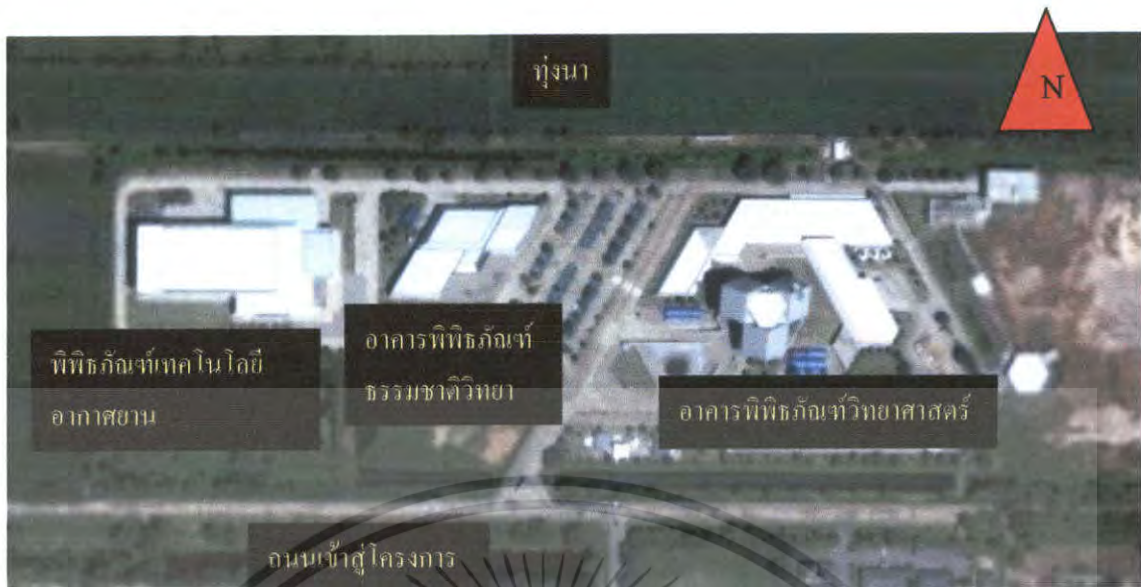 ทุ่งนา
N
พิพิธภัณฑ์เทคโนโลยี
อากาศยาน
อาคารพิพิธภัณฑ์
ธรรมชาติวิทยา
อาคารพิพิธภัณฑ์วิทยาศาสตร์
ถนนเข้าสู่โครงการ